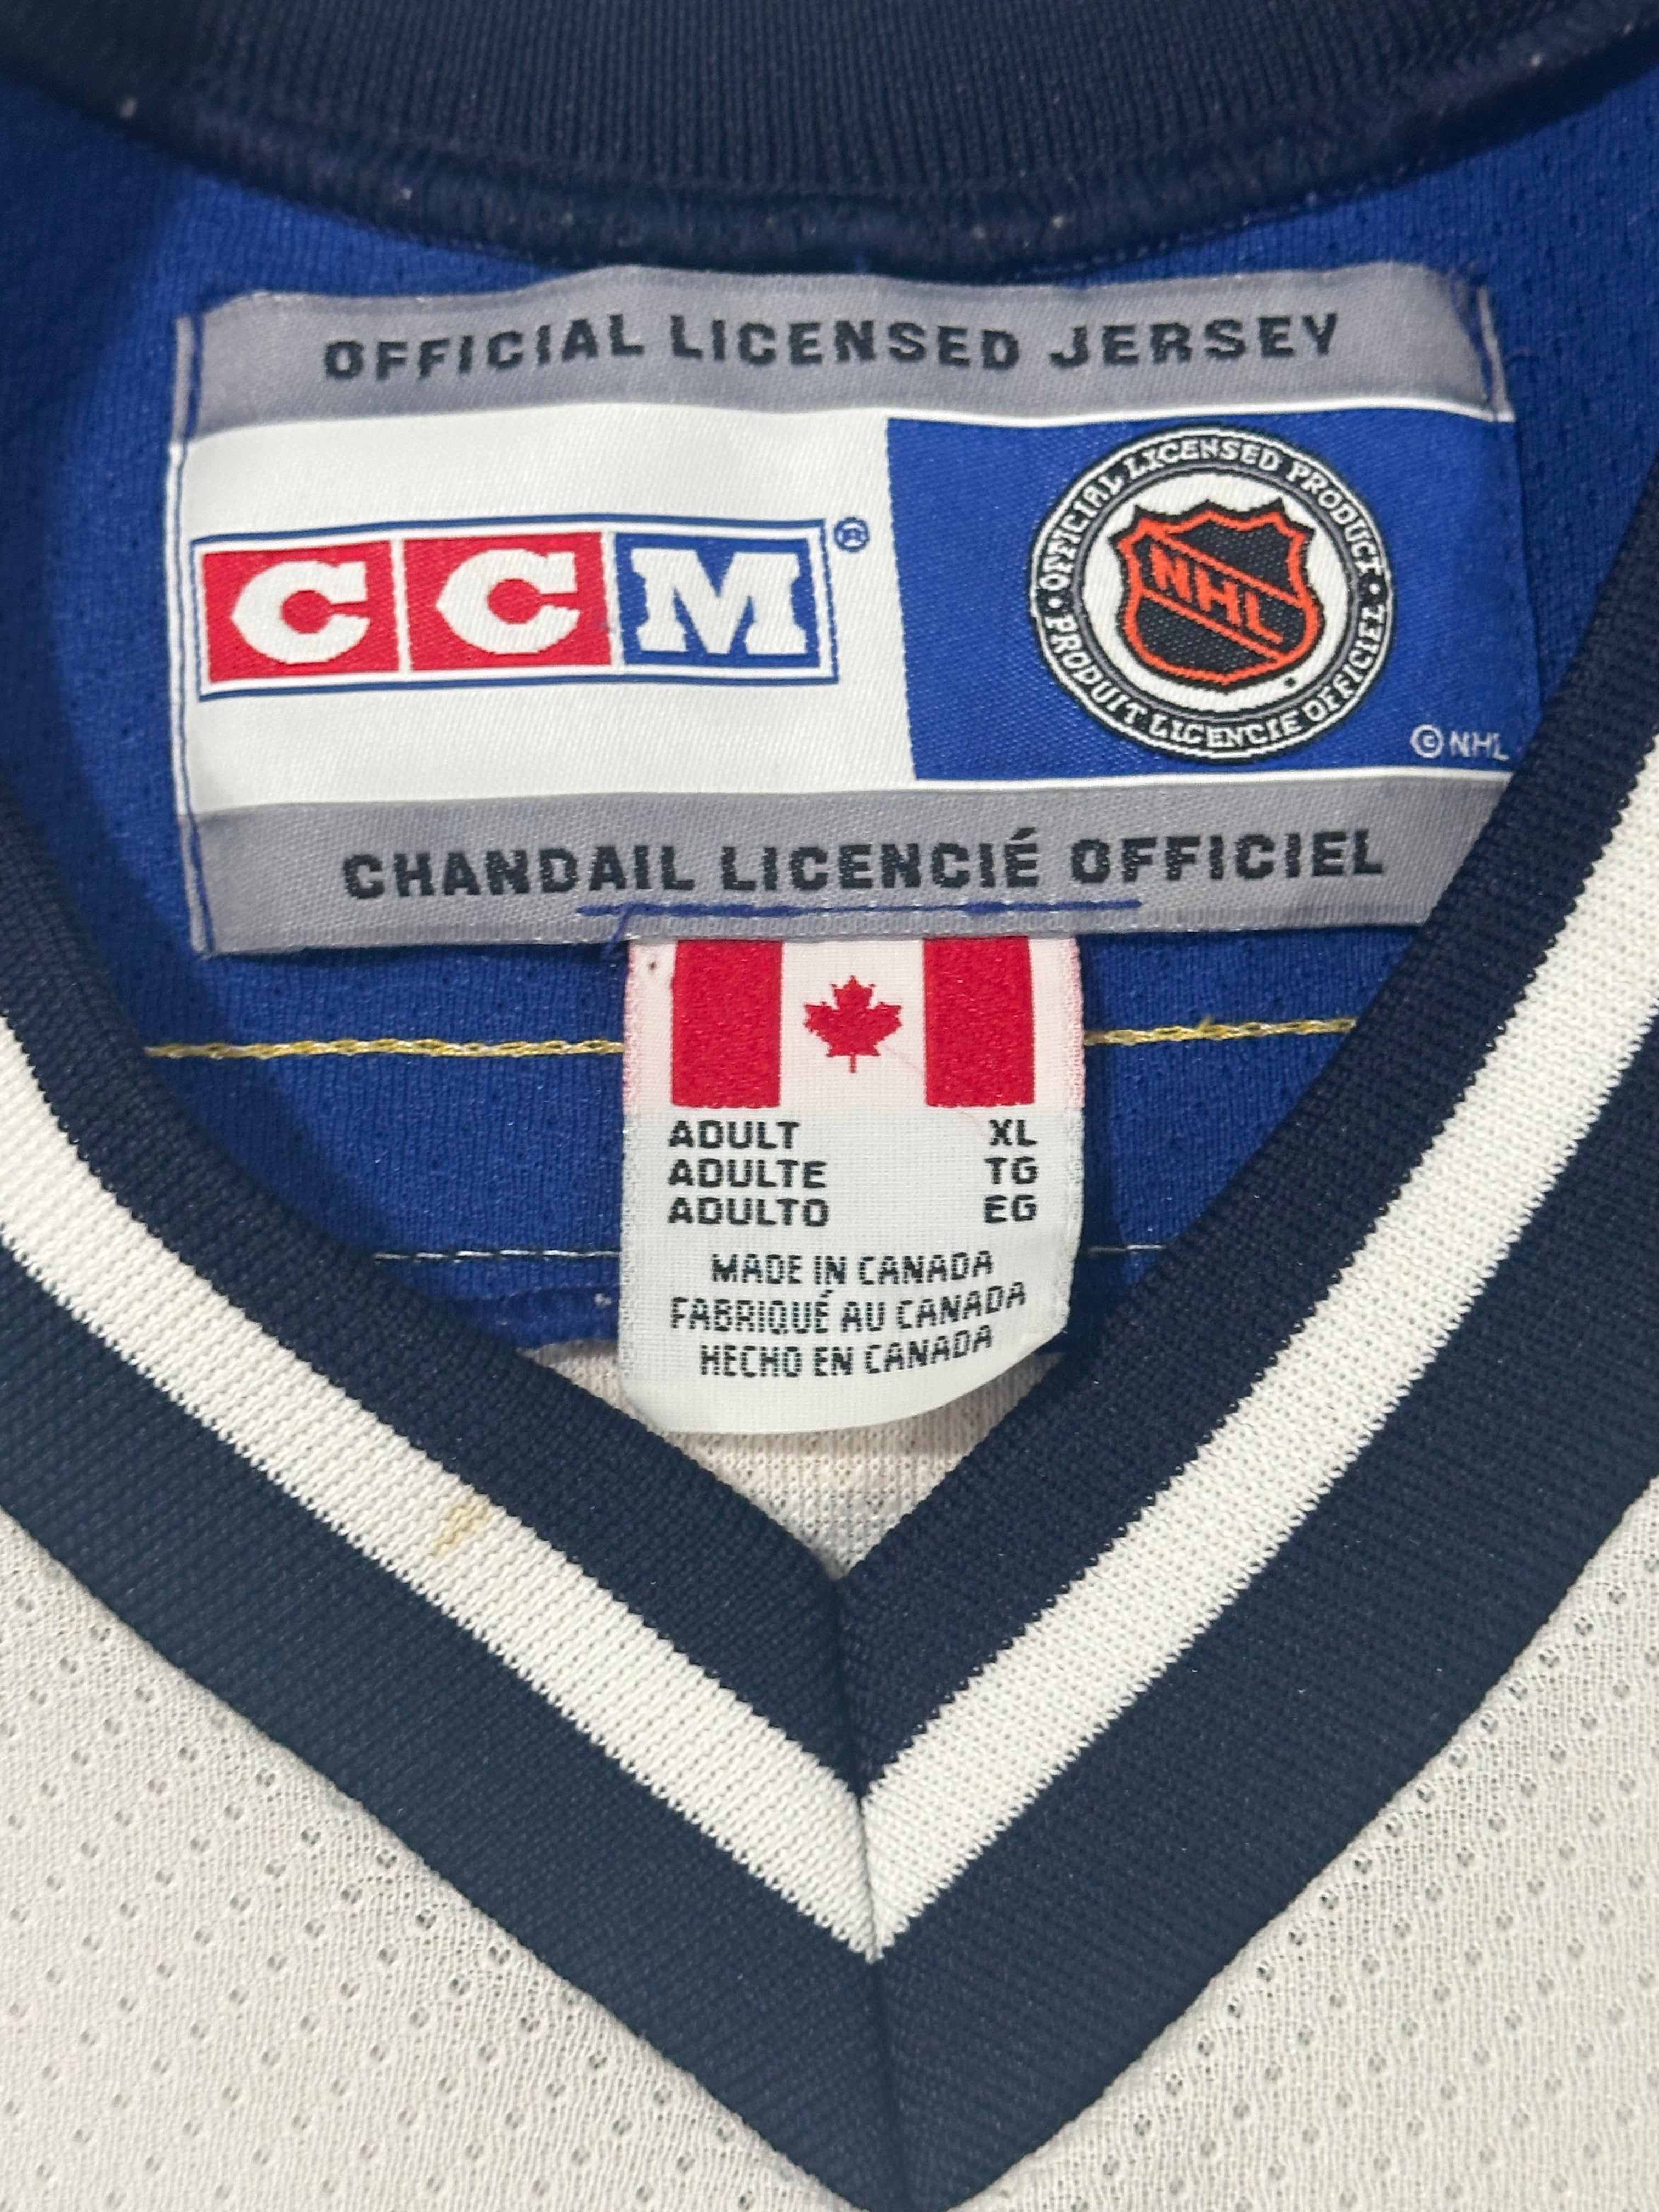 OFFICIAL LICENSED JERSEY
CCM®
OFFICIAL LICENSED PRODUCT
NHL
PRODUIT LICENCIE OFFICIEL
© NHL
CHANDAIL LICENCIÉ OFFICIEL
ADULT XL
ADULTE TG
ADULTO EG
MADE IN CANADA
FABRIQUÉ AU CANADA
HECHO EN CANADA